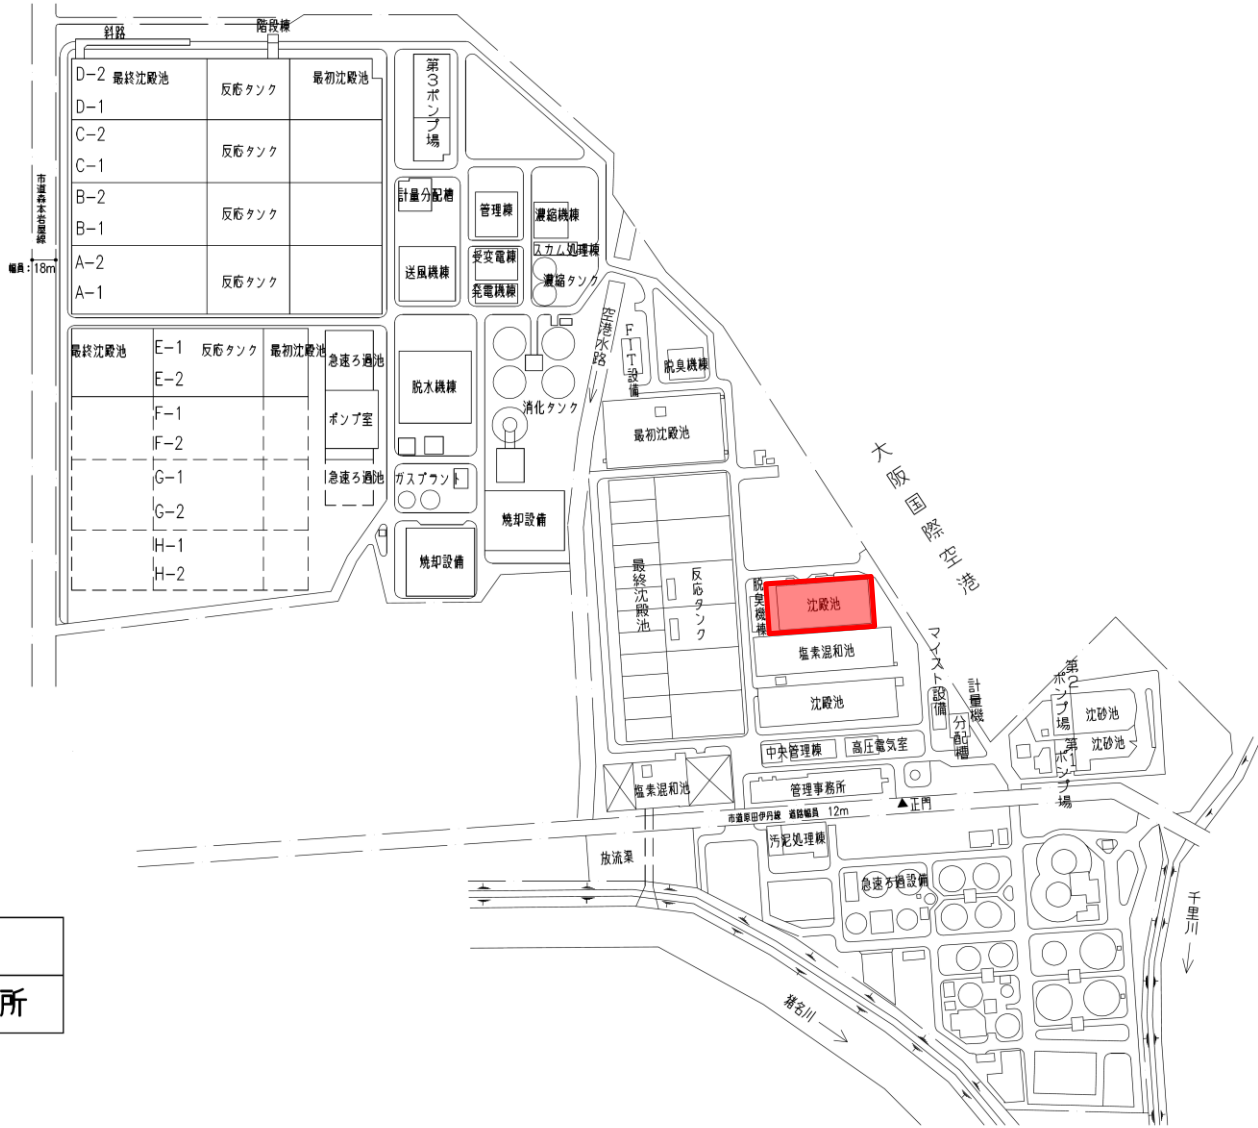 斜路
階段棟
D-2 最終沈殿池 反応タンク 最初沈殿池
D-1
C-2
反応タンク
C-1
B-2
反応タンク
B-1
A-2
反応タンク
A-1
市道森本岩屋線
幅員:18m
第3ポンプ場
計量分配槽
管理棟
濃縮機棟
スカム処理棟
受変電棟
送風機棟
濃縮タンク
発電機棟
最終沈殿池
E-1 反応タンク 最初沈殿池
E-2
F-1
F-2
G-1
G-2
H-1
H-2
急速ろ過池
ポンプ室
急速ろ過池
脱水機棟
消化タンク
ガスプラント
焼却設備
焼却設備
空港水路
FIT設備
脱臭機棟
最初沈殿池
大阪国際空港
最終沈殿池
反応タンク
脱臭機棟
沈殿池
塩素混和池
沈殿池
マイスト設備
計量機
分配槽
第2ポンプ場
沈砂池
第1ポンプ場
沈砂池
中央管理棟
高圧電気室
塩素混和池
管理事務所
▲正門
市道原田伊丹線 道路幅員 12m
汚泥処理棟
放流渠
急速ろ過設備
千里川
猪名川
所